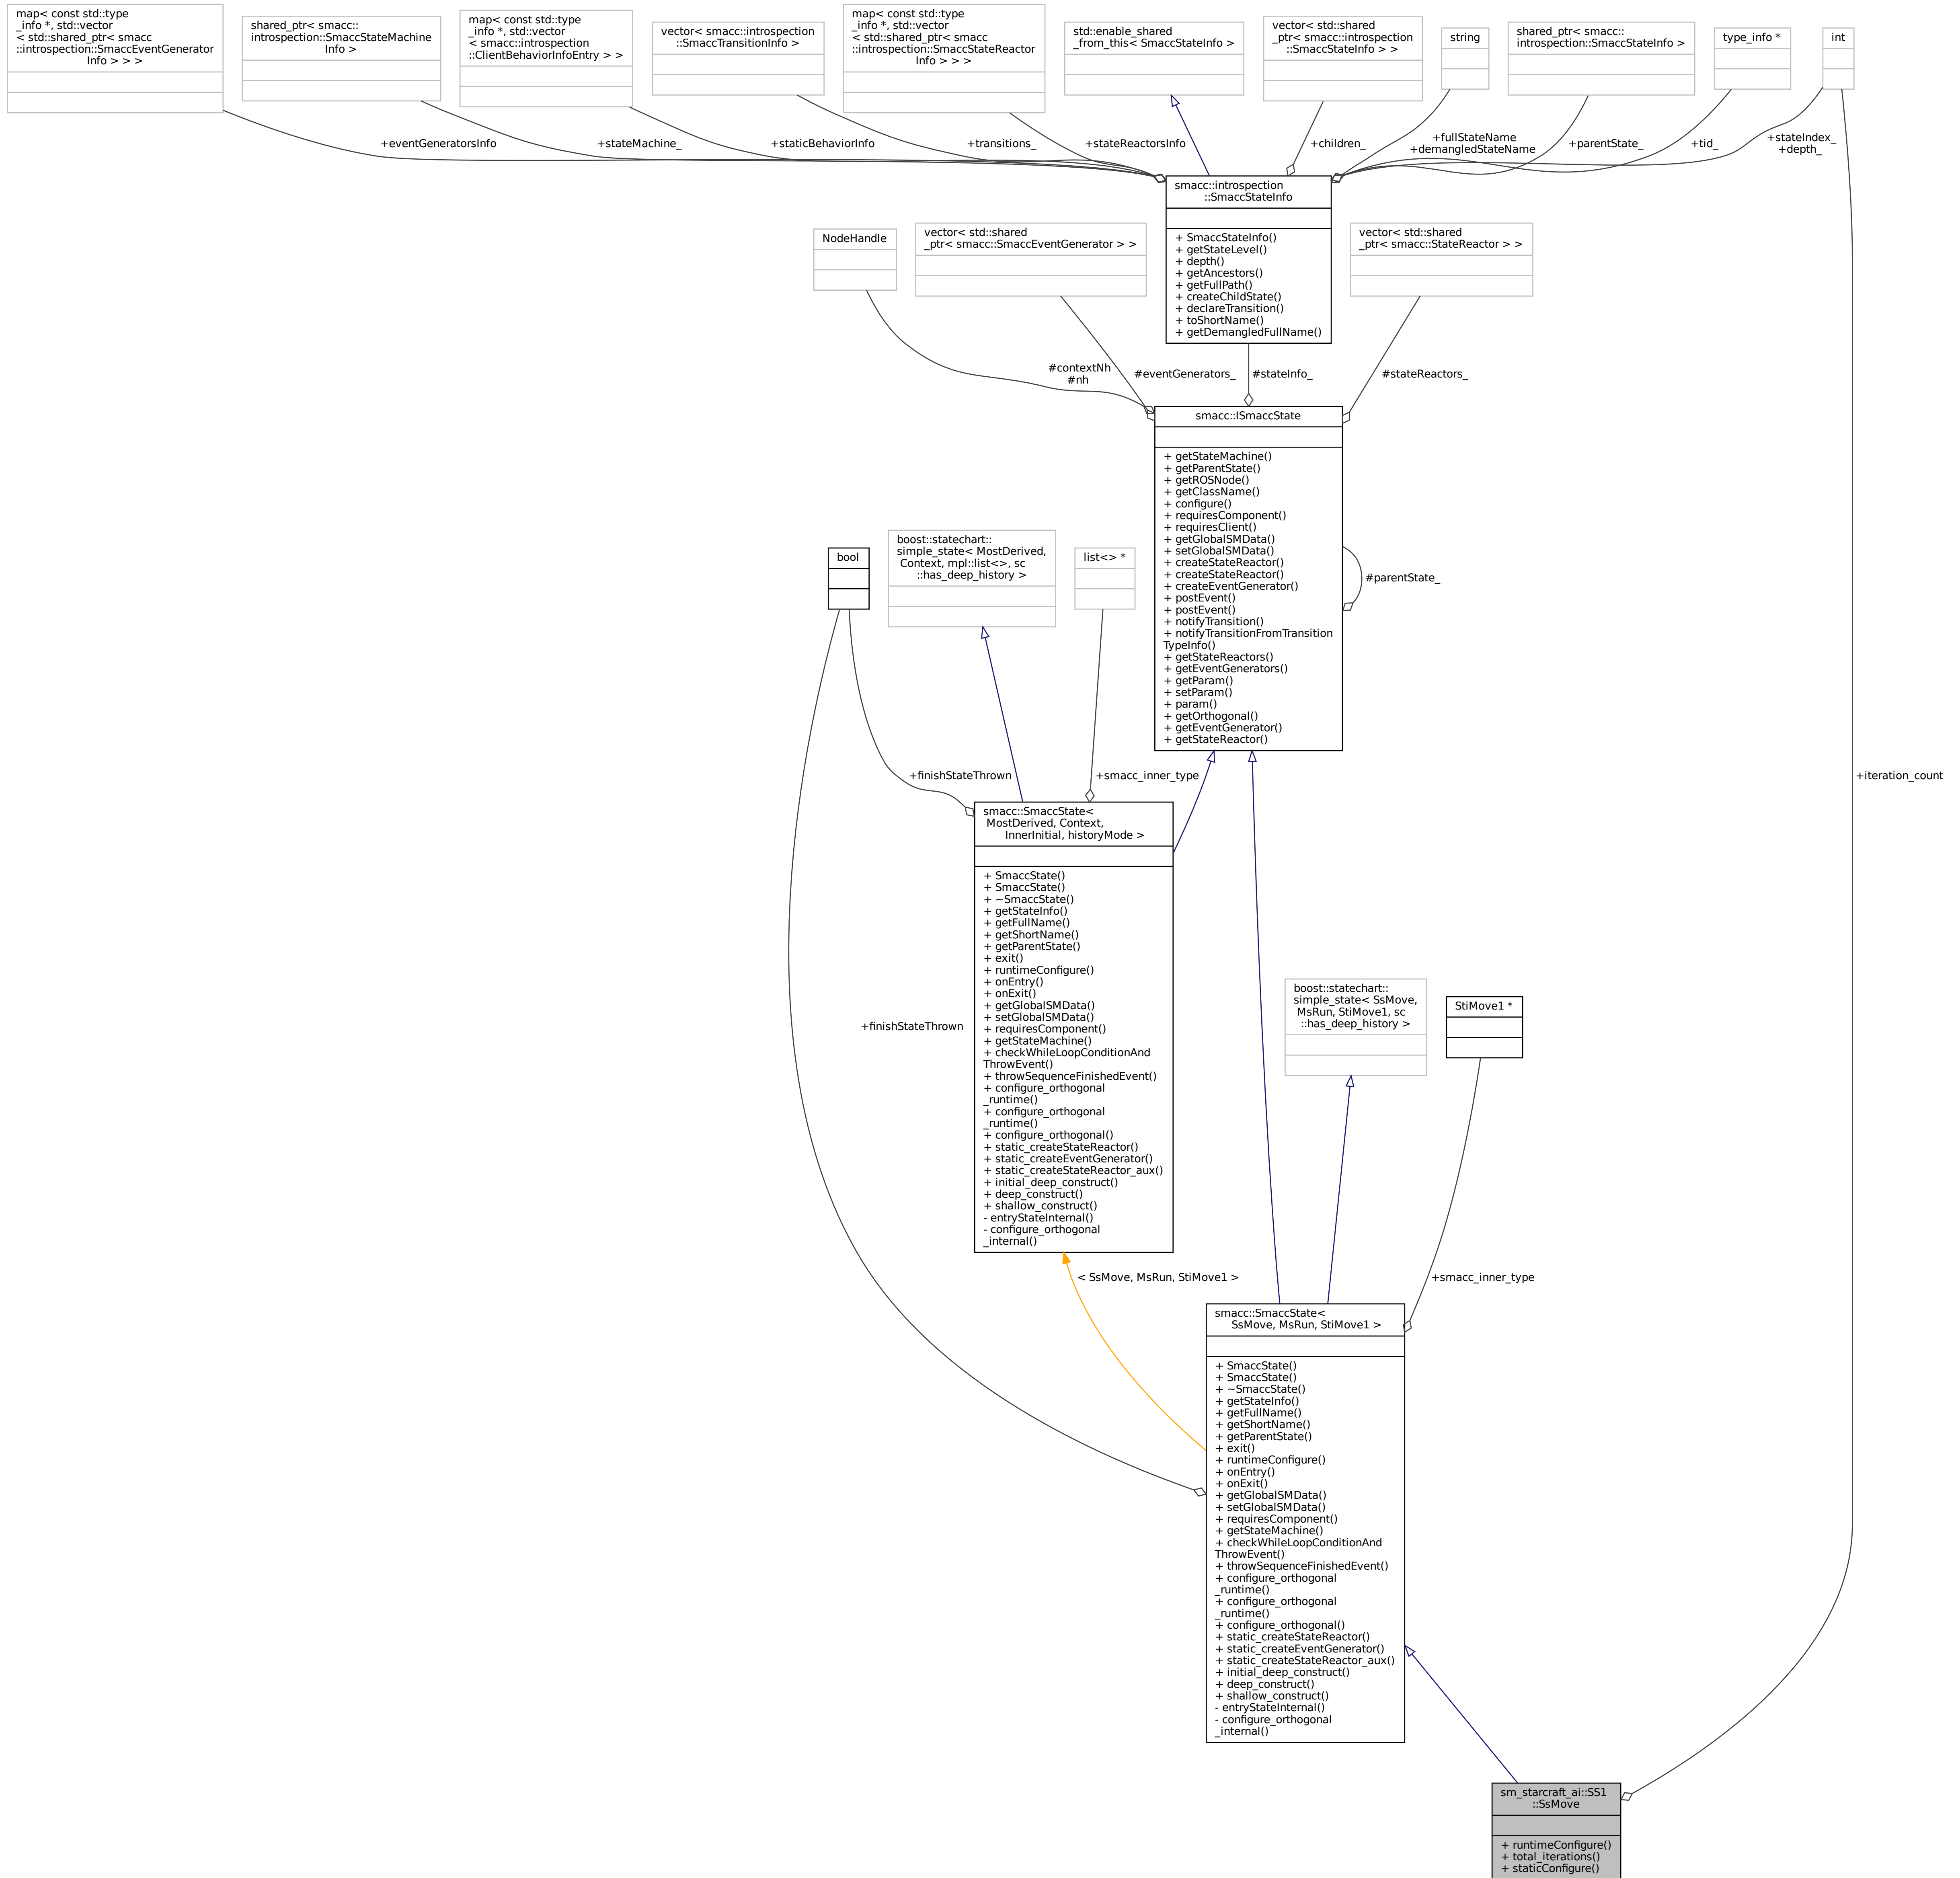 map< const std::type
_info *, std::vector
< std::shared_ptr< smacc
::introspection::SmaccEventGenerator
Info > > >
shared_ptr< smacc::
introspection::SmaccStateMachine
Info >
map< const std::type
_info *, std::vector
< smacc::introspection
::ClientBehaviorInfoEntry > >
vector< smacc::introspection
::SmaccTransitionInfo >
map< const std::type
_info *, std::vector
< std::shared_ptr< smacc
::introspection::SmaccStateReactor
Info > > >
std::enable_shared
_from_this< SmaccStateInfo >
vector< std::shared
_ptr< smacc::introspection
::SmaccStateInfo > >
string
shared_ptr< smacc::
introspection::SmaccStateInfo >
type_info *
int
+eventGeneratorsInfo
+stateMachine_
+staticBehaviorInfo
+transitions_
+stateReactorsInfo
+children_
+fullStateName
+demangledStateName
+parentState_
+tid_
+stateIndex_
+depth_
smacc::introspection
::SmaccStateInfo
+ SmaccStateInfo()
+ getStateLevel()
+ depth()
+ getAncestors()
+ getFullPath()
+ createChildState()
+ declareTransition()
+ toShortName()
+ getDemangledFullName()
NodeHandle
vector< std::shared
_ptr< smacc::SmaccEventGenerator > >
vector< std::shared
_ptr< smacc::StateReactor > >
#contextNh
#nh
#eventGenerators_
#stateInfo_
#stateReactors_
smacc::ISmaccState
+ getStateMachine()
+ getParentState()
+ getROSNode()
+ getClassName()
+ configure()
+ requiresComponent()
+ requiresClient()
+ getGlobalSMData()
+ setGlobalSMData()
+ createStateReactor()
+ createStateReactor()
+ createEventGenerator()
+ postEvent()
+ postEvent()
+ notifyTransition()
+ notifyTransitionFromTransition
TypeInfo()
+ getStateReactors()
+ getEventGenerators()
+ getParam()
+ setParam()
+ param()
+ getOrthogonal()
+ getEventGenerator()
+ getStateReactor()
#parentState_
bool
boost::statechart::
simple_state< MostDerived,
Context, mpl::list<>, sc
::has_deep_history >
list<> *
+finishStateThrown
+smacc_inner_type
+iteration_count
smacc::SmaccState<
MostDerived, Context,
InnerInitial, historyMode >
+ SmaccState()
+ SmaccState()
+ ~SmaccState()
+ getStateInfo()
+ getFullName()
+ getShortName()
+ getParentState()
+ exit()
+ runtimeConfigure()
+ onEntry()
+ onExit()
+ getGlobalSMData()
+ setGlobalSMData()
+ requiresComponent()
+ getStateMachine()
+ checkWhileLoopConditionAnd
ThrowEvent()
+ throwSequenceFinishedEvent()
+ configure_orthogonal
_runtime()
+ configure_orthogonal
_runtime()
+ configure_orthogonal()
+ static_createStateReactor()
+ static_createEventGenerator()
+ static_createStateReactor_aux()
+ initial_deep_construct()
+ deep_construct()
+ shallow_construct()
- entryStateInternal()
- configure_orthogonal
_internal()
+finishStateThrown
boost::statechart::
simple_state< SsMove,
MsRun, StiMove1, sc
::has_deep_history >
StiMove1 *
< SsMove, MsRun, StiMove1 >
+smacc_inner_type
smacc::SmaccState<
SsMove, MsRun, StiMove1 >
+ SmaccState()
+ SmaccState()
+ ~SmaccState()
+ getStateInfo()
+ getFullName()
+ getShortName()
+ getParentState()
+ exit()
+ runtimeConfigure()
+ onEntry()
+ onExit()
+ getGlobalSMData()
+ setGlobalSMData()
+ requiresComponent()
+ getStateMachine()
+ checkWhileLoopConditionAnd
ThrowEvent()
+ throwSequenceFinishedEvent()
+ configure_orthogonal
_runtime()
+ configure_orthogonal
_runtime()
+ configure_orthogonal()
+ static_createStateReactor()
+ static_createEventGenerator()
+ static_createStateReactor_aux()
+ initial_deep_construct()
+ deep_construct()
+ shallow_construct()
- entryStateInternal()
- configure_orthogonal
_internal()
sm_starcraft_ai::SS1
::SsMove
+ runtimeConfigure()
+ total_iterations()
+ staticConfigure()